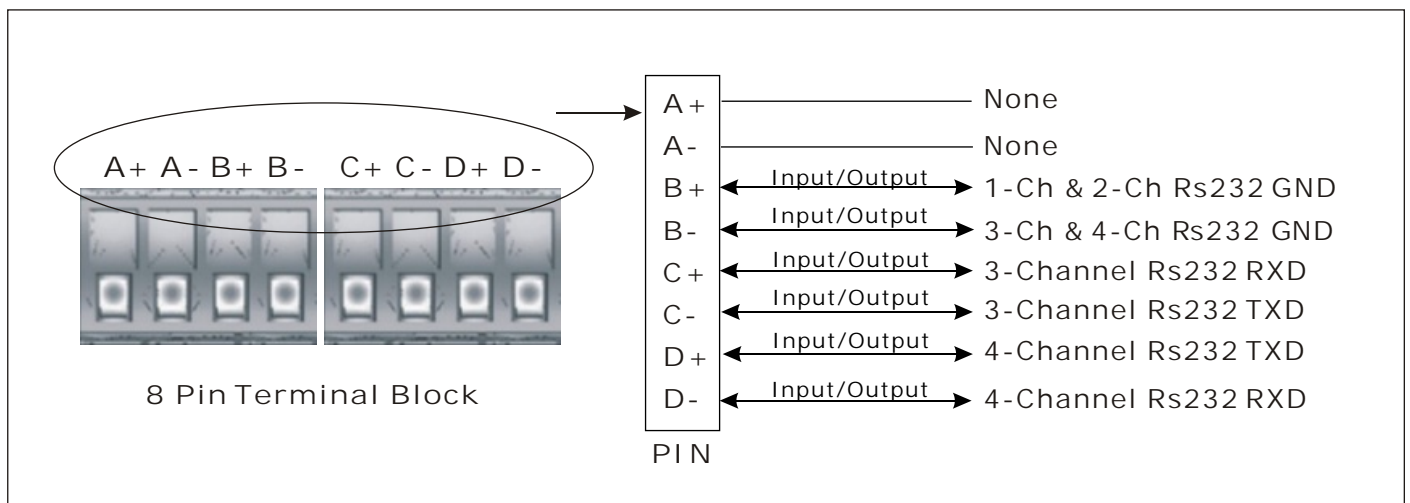 A+ A- B+ B- C+ C- D+ D-
8 Pin Terminal Block
A+ None
A- None
B+ Input/Output 1-Ch & 2-Ch Rs232 GND
B- Input/Output 3-Ch & 4-Ch Rs232 GND
C+ Input/Output 3-Channel Rs232 RXD
C- Input/Output 3-Channel Rs232 TXD
D+ Input/Output 4-Channel Rs232 TXD
D- Input/Output 4-Channel Rs232 RXD
PIN